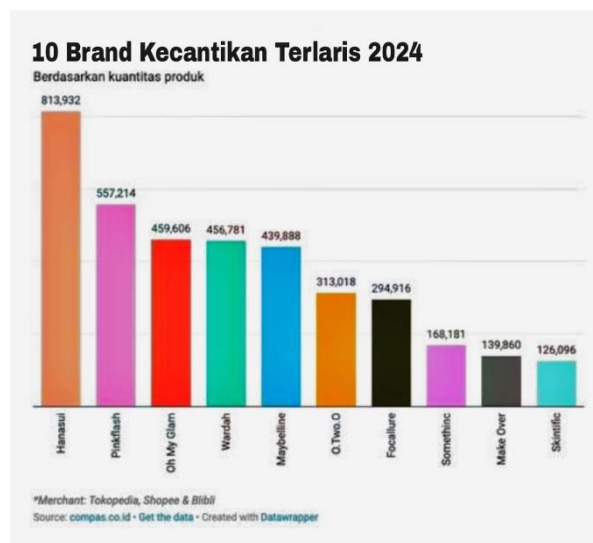 10 Brand Kecantikan Terlaris 2024
Berdasarkan kuantitas produk
813,932
557,214
459,606
456,781
439,888
313,018
294,916
168,181
139,860
126,096
Hanasui
Pinkflash
Oh My Glam
Wardah
Maybelline
O.Two.O
Focallure
Somethinc
Make Over
Skintific
*Merchant: Tokopedia, Shopee & Blibli
Source: compas.co.id • Get the data • Created with Datawrapper